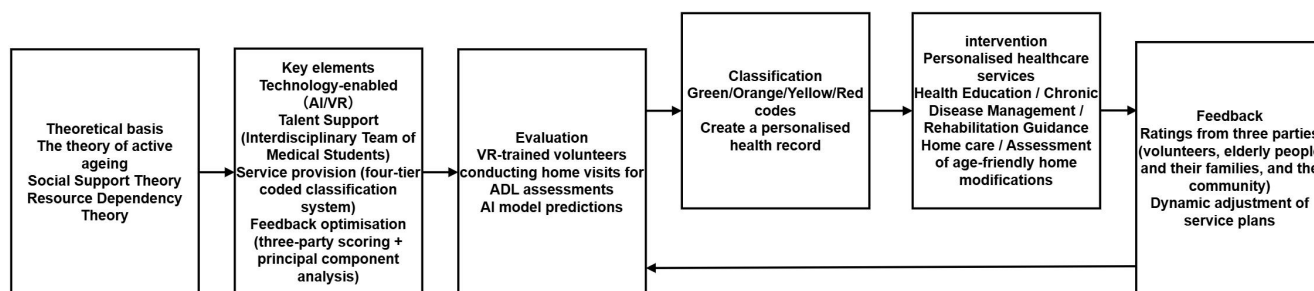 Theoretical basis
The theory of active
ageing
Social Support Theory
Resource Dependency
Theory
Key elements
Technology-enabled
（AI/VR）
Talent Support
(Interdisciplinary Team of
Medical Students)
Service provision (four-tier
coded classification
system)
Feedback optimisation
(three-party scoring +
principal component
analysis)
Evaluation
VR-trained volunteers
conducting home visits for
ADL assessments
AI model predictions
Classification
Green/Orange/Yellow/Red
codes
Create a personalised
health record
intervention
Personalised healthcare
services
Health Education / Chronic
Disease Management /
Rehabilitation Guidance
Home care / Assessment
of age-friendly home
modifications
Feedback
Ratings from three parties
(volunteers, elderly people
and their families, and the
community)
Dynamic adjustment of
service plans